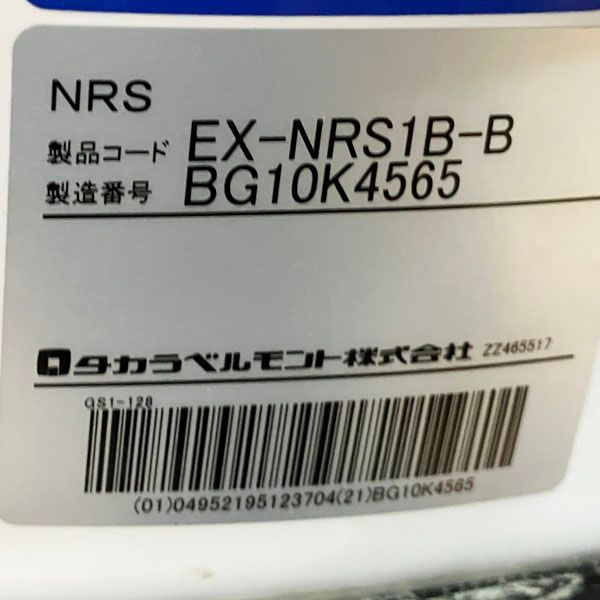 NRS
製品コード EX-NRS1B-B
製造番号 BG10K4565
タカラベルモント株式会社 ZZ465517
GS1-128
(01)04952195123704(21)BG10K4565